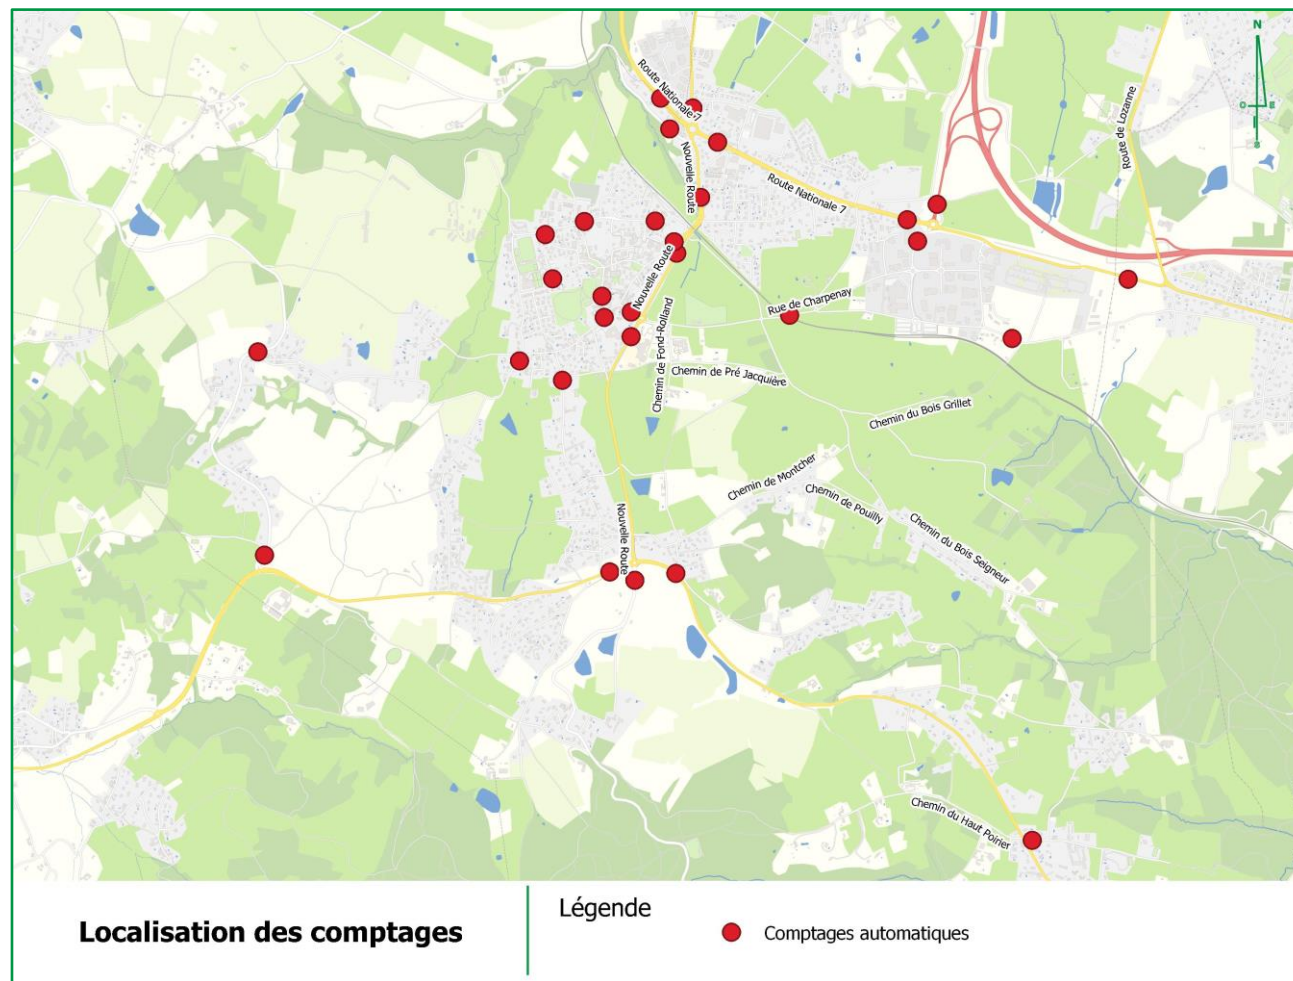 N
O
E
S
Route Nationale 7
Route de Lozanne
Nouvelle Route
Route Nationale 7
Nouvelle Route
Rue de Charpenay
Chemin de Fond-Rolland
Chemin de Pré Jacquière
Chemin du Bois Grillet
Chemin de Montcher
Chemin de Pouilly
Nouvelle Route
Chemin du Bois Seigneur
Chemin du Haut Poirier
Localisation des comptages
Légende
Comptages automatiques